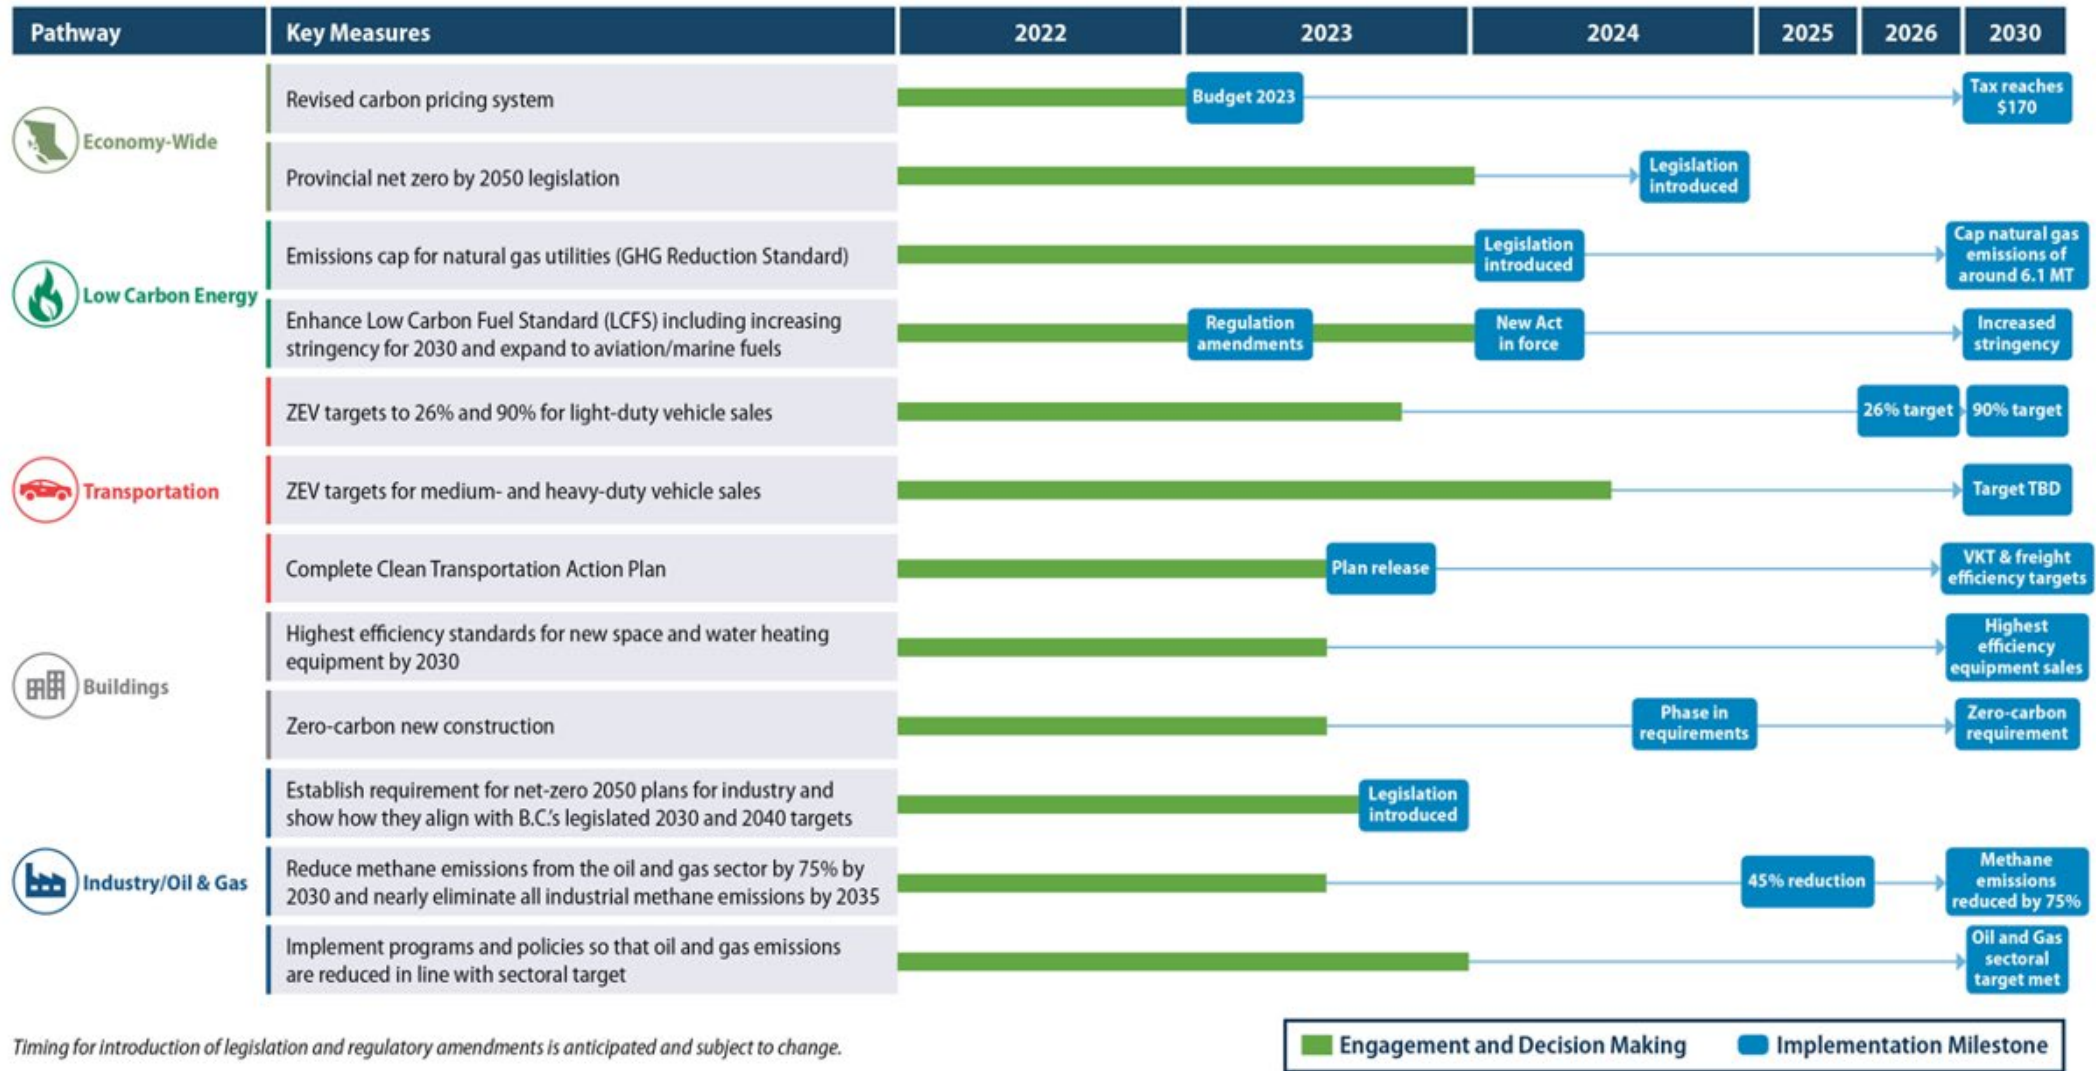 Pathway Key Measures 2022 2023 2024 2025 2026 2030
Economy-Wide
Revised carbon pricing system
Budget 2023
Tax reaches
$170
Provincial net zero by 2050 legislation
Legislation
introduced
Low Carbon Energy
Emissions cap for natural gas utilities (GHG Reduction Standard)
Legislation
introduced
Cap natural gas
emissions of
around 6.1 MT
Enhance Low Carbon Fuel Standard (LCFS) including increasing
stringency for 2030 and expand to aviation/marine fuels
Regulation
amendments
New Act
in force
Increased
stringency
Transportation
ZEV targets to 26% and 90% for light-duty vehicle sales
26% target
90% target
ZEV targets for medium- and heavy-duty vehicle sales
Target TBD
Complete Clean Transportation Action Plan
Plan release
VKT & freight
efficiency targets
Buildings
Highest efficiency standards for new space and water heating
equipment by 2030
Highest
efficiency
equipment sales
Zero-carbon new construction
Phase in
requirements
Zero-carbon
requirement
Industry/Oil & Gas
Establish requirement for net-zero 2050 plans for industry and
show how they align with B.C.'s legislated 2030 and 2040 targets
Legislation
introduced
Reduce methane emissions from the oil and gas sector by 75% by
2030 and nearly eliminate all industrial methane emissions by 2035
45% reduction
Methane
emissions
reduced by 75%
Implement programs and policies so that oil and gas emissions
are reduced in line with sectoral target
Oil and Gas
sectoral
target met
Timing for introduction of legislation and regulatory amendments is anticipated and subject to change.
Engagement and Decision Making
Implementation Milestone